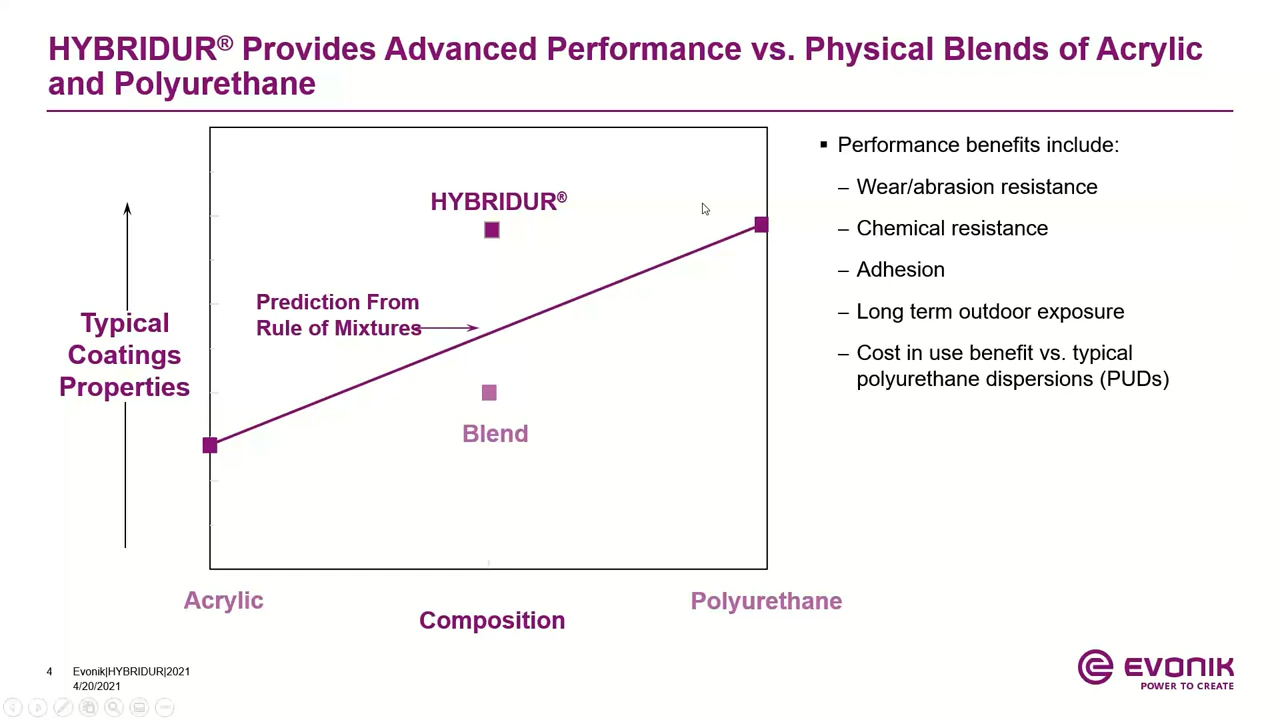 HYBRIDUR® Provides Advanced Performance vs. Physical Blends of Acrylic
and Polyurethane
HYBRIDUR®
Prediction From
Rule of Mixtures
Typical
Coatings
Properties
Blend
Acrylic
Composition
Polyurethane
▪ Performance benefits include:
– Wear/abrasion resistance
– Chemical resistance
– Adhesion
– Long term outdoor exposure
– Cost in use benefit vs. typical
polyurethane dispersions (PUDs)
4 Evonik|HYBRIDUR|2021
4/20/2021
EVONIK
POWER TO CREATE